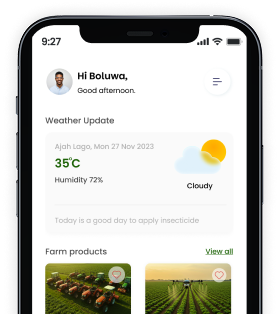 9:27
Hi Boluwa,
Good afternoon.
Weather Update
Ajah Lago, Mon 27 Nov 2023
35°C
Humidity 72%
Cloudy
Today is a good day to apply insecticide
Farm products
View all